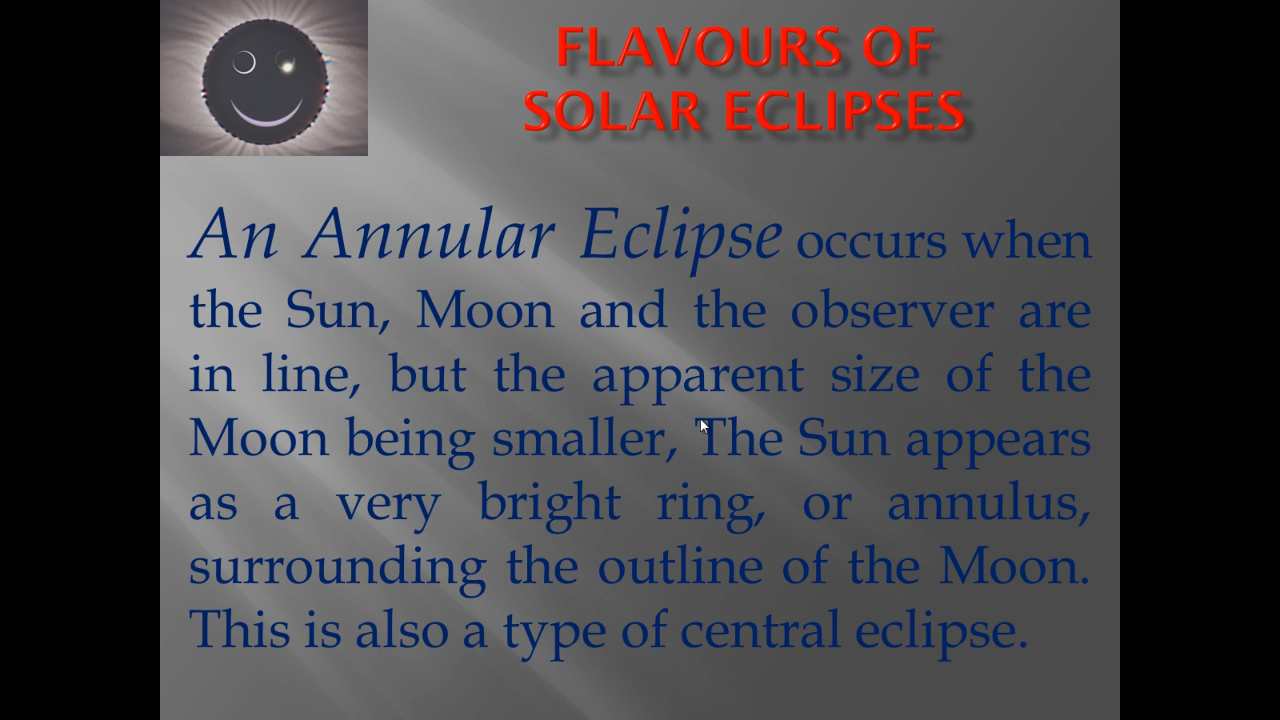 FLAVOURS OF
SOLAR ECLIPSES
An Annular Eclipse occurs when
the Sun, Moon and the observer are
in line, but the apparent size of the
Moon being smaller, The Sun appears
as a very bright ring, or annulus,
surrounding the outline of the Moon.
This is also a type of central eclipse.